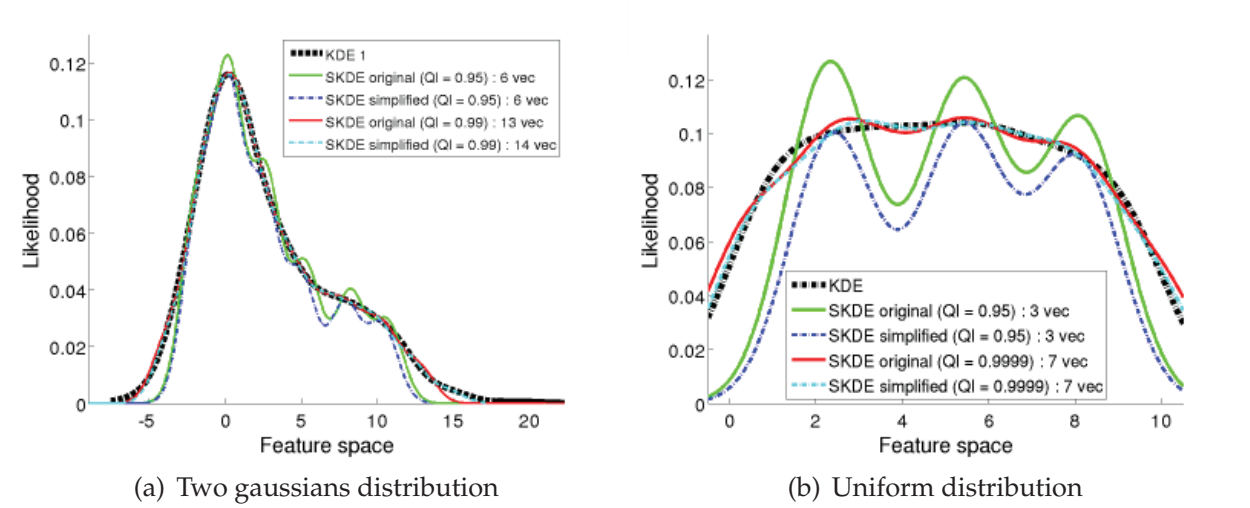 0.12
0.1
0.08
0.06
0.04
0.02
0
Likelihood
-5 0 5 10 15 20
Feature space
KDE 1
SKDE original (QI = 0.95) : 6 vec
SKDE simplified (QI = 0.95) : 6 vec
SKDE original (QI = 0.99) : 13 vec
SKDE simplified (QI = 0.99) : 14 vec
(a) Two gaussians distribution
0.12
0.1
0.08
0.06
0.04
0.02
0
Likelihood
0 2 4 6 8 10
Feature space
KDE
SKDE original (QI = 0.95) : 3 vec
SKDE simplified (QI = 0.95) : 3 vec
SKDE original (QI = 0.9999) : 7 vec
SKDE simplified (QI = 0.9999) : 7 vec
(b) Uniform distribution